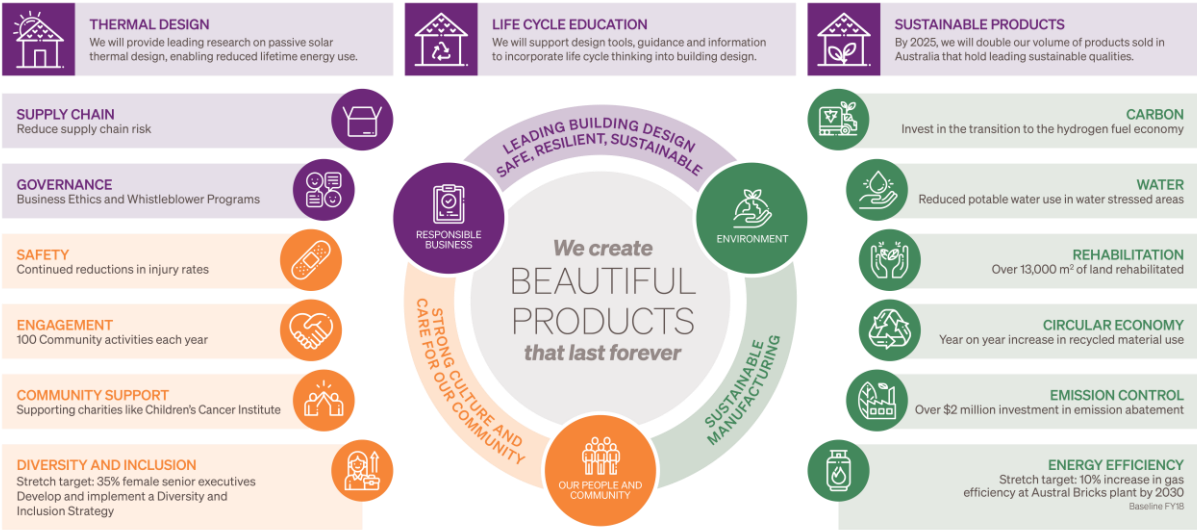 THERMAL DESIGN
We will provide leading research on passive solar
thermal design, enabling reduced lifetime energy use.
LIFE CYCLE EDUCATION
We will support design tools, guidance and information
to incorporate life cycle thinking into building design.
SUSTAINABLE PRODUCTS
By 2025, we will double our volume of products sold in
Australia that hold leading sustainable qualities.
SUPPLY CHAIN
Reduce supply chain risk
GOVERNANCE
Business Ethics and Whistleblower Programs
SAFETY
Continued reductions in injury rates
ENGAGEMENT
100 Community activities each year
COMMUNITY SUPPORT
Supporting charities like Children's Cancer Institute
DIVERSITY AND INCLUSION
Stretch target: 35% female senior executives
Develop and implement a Diversity and
Inclusion Strategy
LEADING BUILDING DESIGN
SAFE, RESILIENT, SUSTAINABLE
RESPONSIBLE
BUSINESS
ENVIRONMENT
We create
BEAUTIFUL
PRODUCTS
that last forever
STRONG CULTURE AND
CARE FOR OUR COMMUNITY
SUSTAINABLE
MANUFACTURING
OUR PEOPLE AND
COMMUNITY
CARBON
Invest in the transition to the hydrogen fuel economy
WATER
Reduced potable water use in water stressed areas
REHABILITATION
Over 13,000 m² of land rehabilitated
CIRCULAR ECONOMY
Year on year increase in recycled material use
EMISSION CONTROL
Over $2 million investment in emission abatement
ENERGY EFFICIENCY
Stretch target: 10% increase in gas
efficiency at Austral Bricks plant by 2030
Baseline FY18